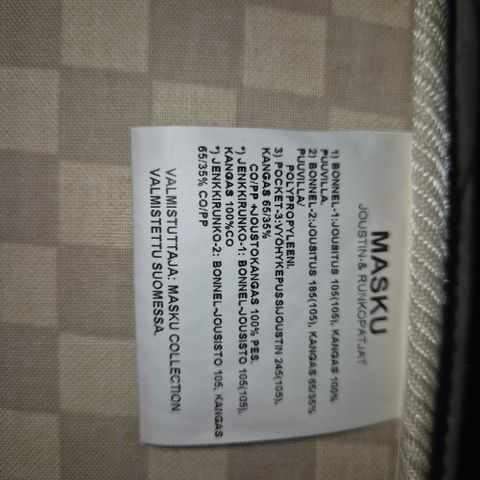 MASKU
JOUSTIN-& RUNKOPATJAT
1) BONNEL-1:JOUSITUS 105(105), KANGAS 100%
PUUVILLA.
2) BONNEL-2:JOUSITUS 185(105), KANGAS 65/35%
PUUVILLA/
POLYPROPYLEENI.
3) POCKET-3:VYÖHYKEPUSSIJOUSTIN 245(105),
KANGAS 65/35%
CO/PP +JOUSTOKANGAS 100% PES.
*) JENKKIRUNKO-1: BONNEL-JOUSISTO 105(105),
KANGAS 100%CO
*) JENKKIRUNKO-2: BONNEL-JOUSISTO 105, KANGAS
65/35% CO/PP
VALMISTUTTAJA: MASKU COLLECTION
VALMISTETTU SUOMESSA.